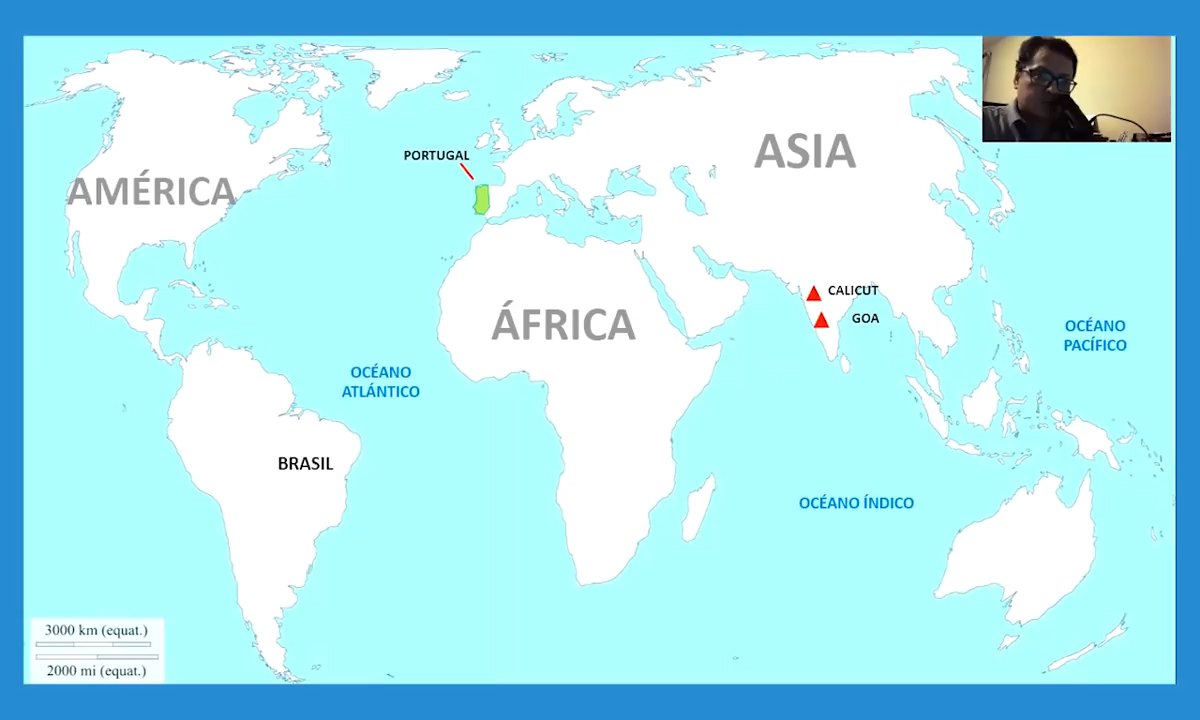 PORTUGAL
ASIA
AMÉRICA
CALICUT
ÁFRICA
GOA
OCÉANO
PACÍFICO
OCÉANO
ATLÁNTICO
BRASIL
OCÉANO ÍNDICO
3000 km (equat.)
2000 mi (equat.)